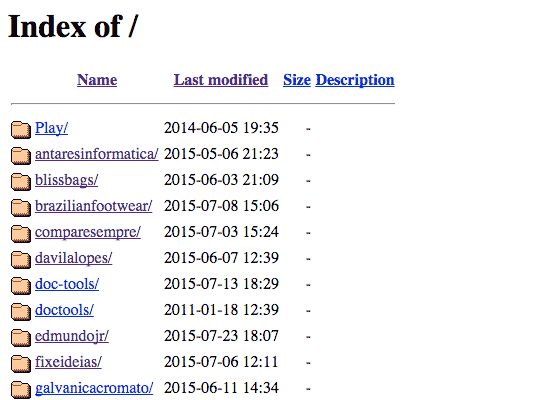 Index of /
Name Last modified Size Description
Play/ 2014-06-05 19:35 -
antaresinformatica/ 2015-05-06 21:23 -
blissbags/ 2015-06-03 21:09 -
brazilianfootwear/ 2015-07-08 15:06 -
comparesempre/ 2015-07-03 15:24 -
davilalopes/ 2015-06-07 12:39 -
doc-tools/ 2015-07-13 18:29 -
doctools/ 2011-01-18 12:39 -
edmundojr/ 2015-07-23 18:07 -
fixeideias/ 2015-07-06 12:11 -
galvanicacromato/ 2015-06-11 14:34 -